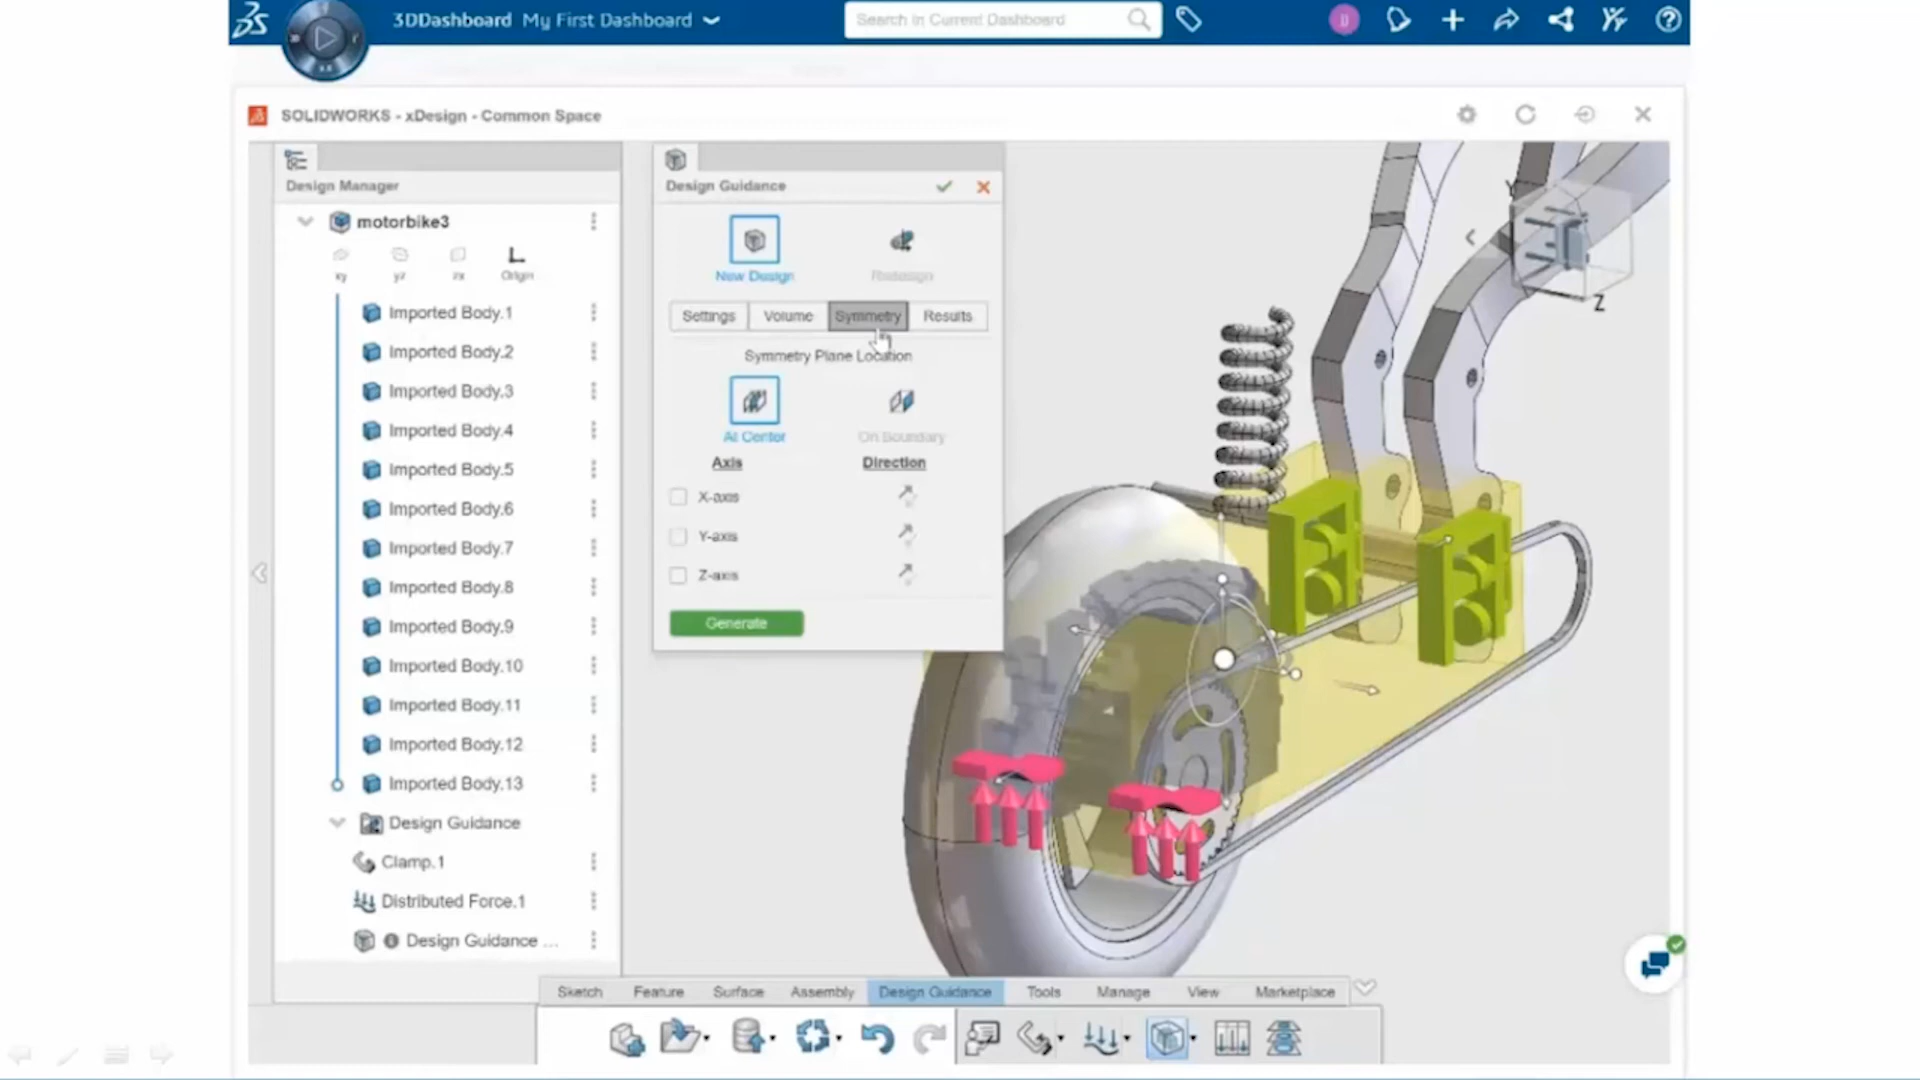 3DDashboard My First Dashboard
Search in Current Dashboard
D
SOLIDWORKS - xDesign - Common Space
Design Manager
motorbike3
xy yz zx Origin
Imported Body.1
Imported Body.2
Imported Body.3
Imported Body.4
Imported Body.5
Imported Body.6
Imported Body.7
Imported Body.8
Imported Body.9
Imported Body.10
Imported Body.11
Imported Body.12
Imported Body.13
Design Guidance
Clamp.1
Distributed Force.1
Design Guidance ...
Design Guidance
New Design Redesign
Settings Volume Symmetry Results
Symmetry Plane Location
At Center On Boundary
Axis Direction
X-axis
Y-axis
Z-axis
Generate
Y
Z
Sketch Feature Surface Assembly Design Guidance Tools Manage View Marketplace